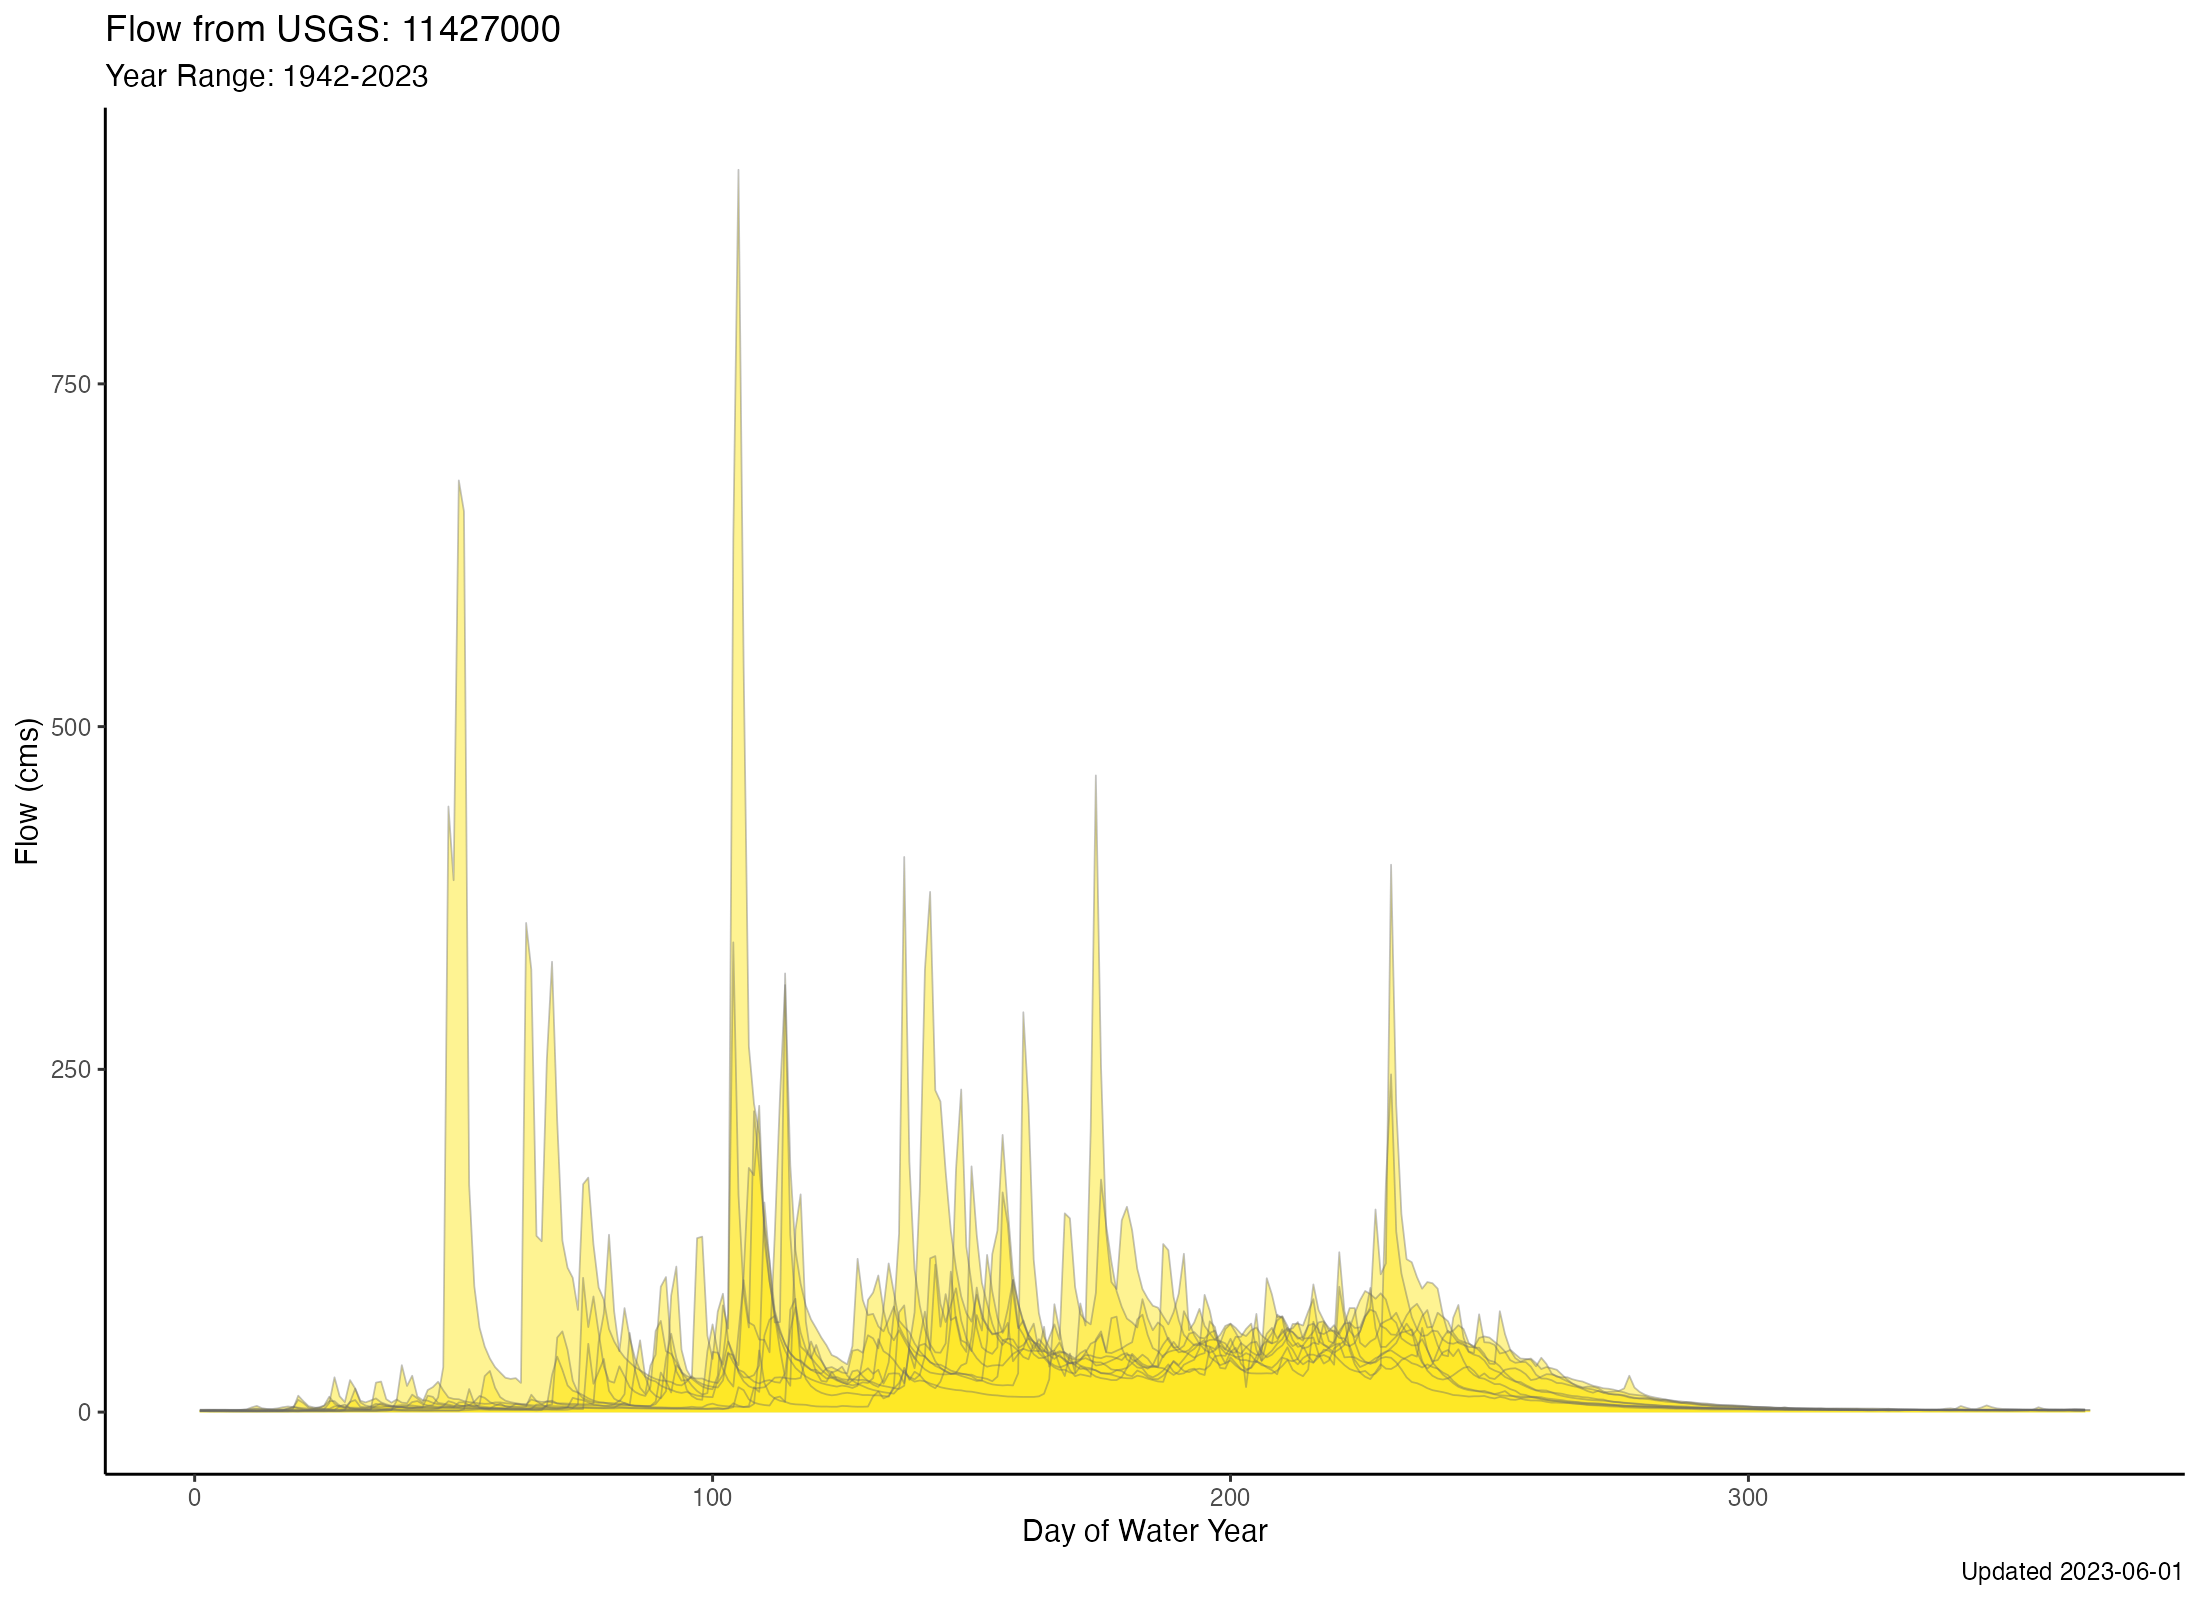 Flow from USGS: 11427000
Year Range: 1942-2023
750
500
250
0
Flow (cms)
0 100 200 300
Day of Water Year
Updated 2023-06-01